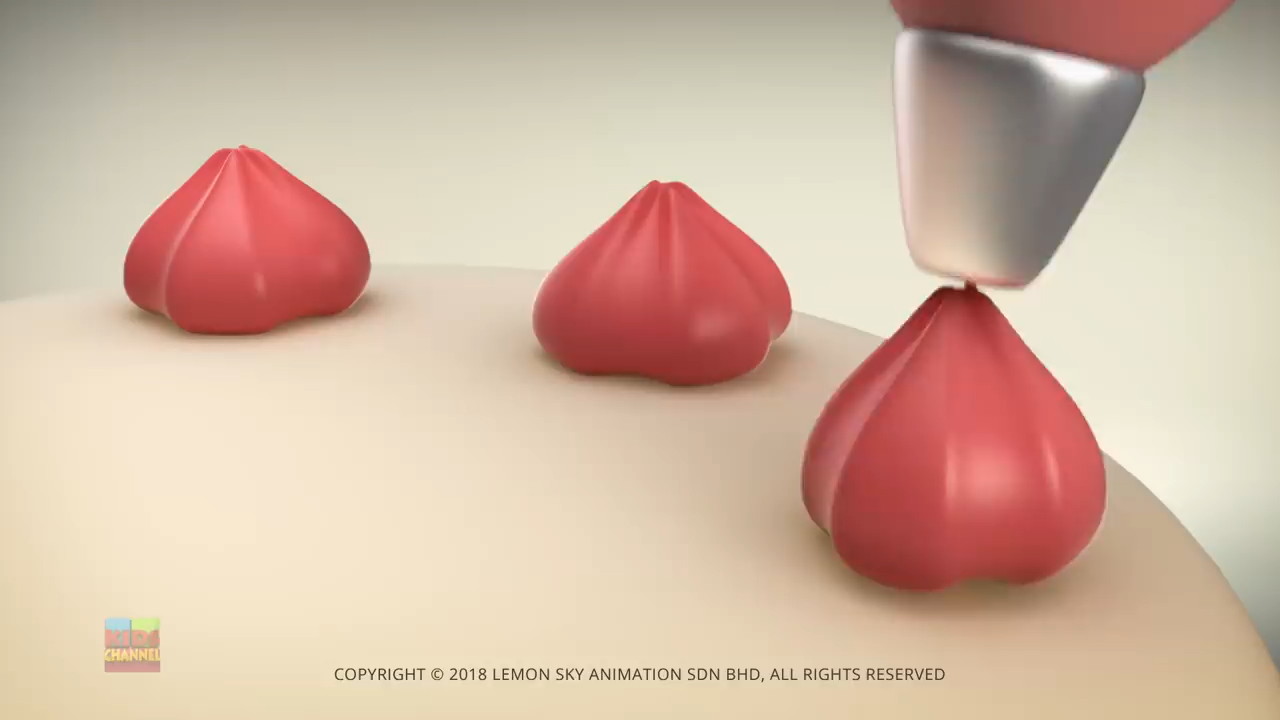 KIDS
CHANNEL
COPYRIGHT © 2018 LEMON SKY ANIMATION SDN BHD, ALL RIGHTS RESERVED